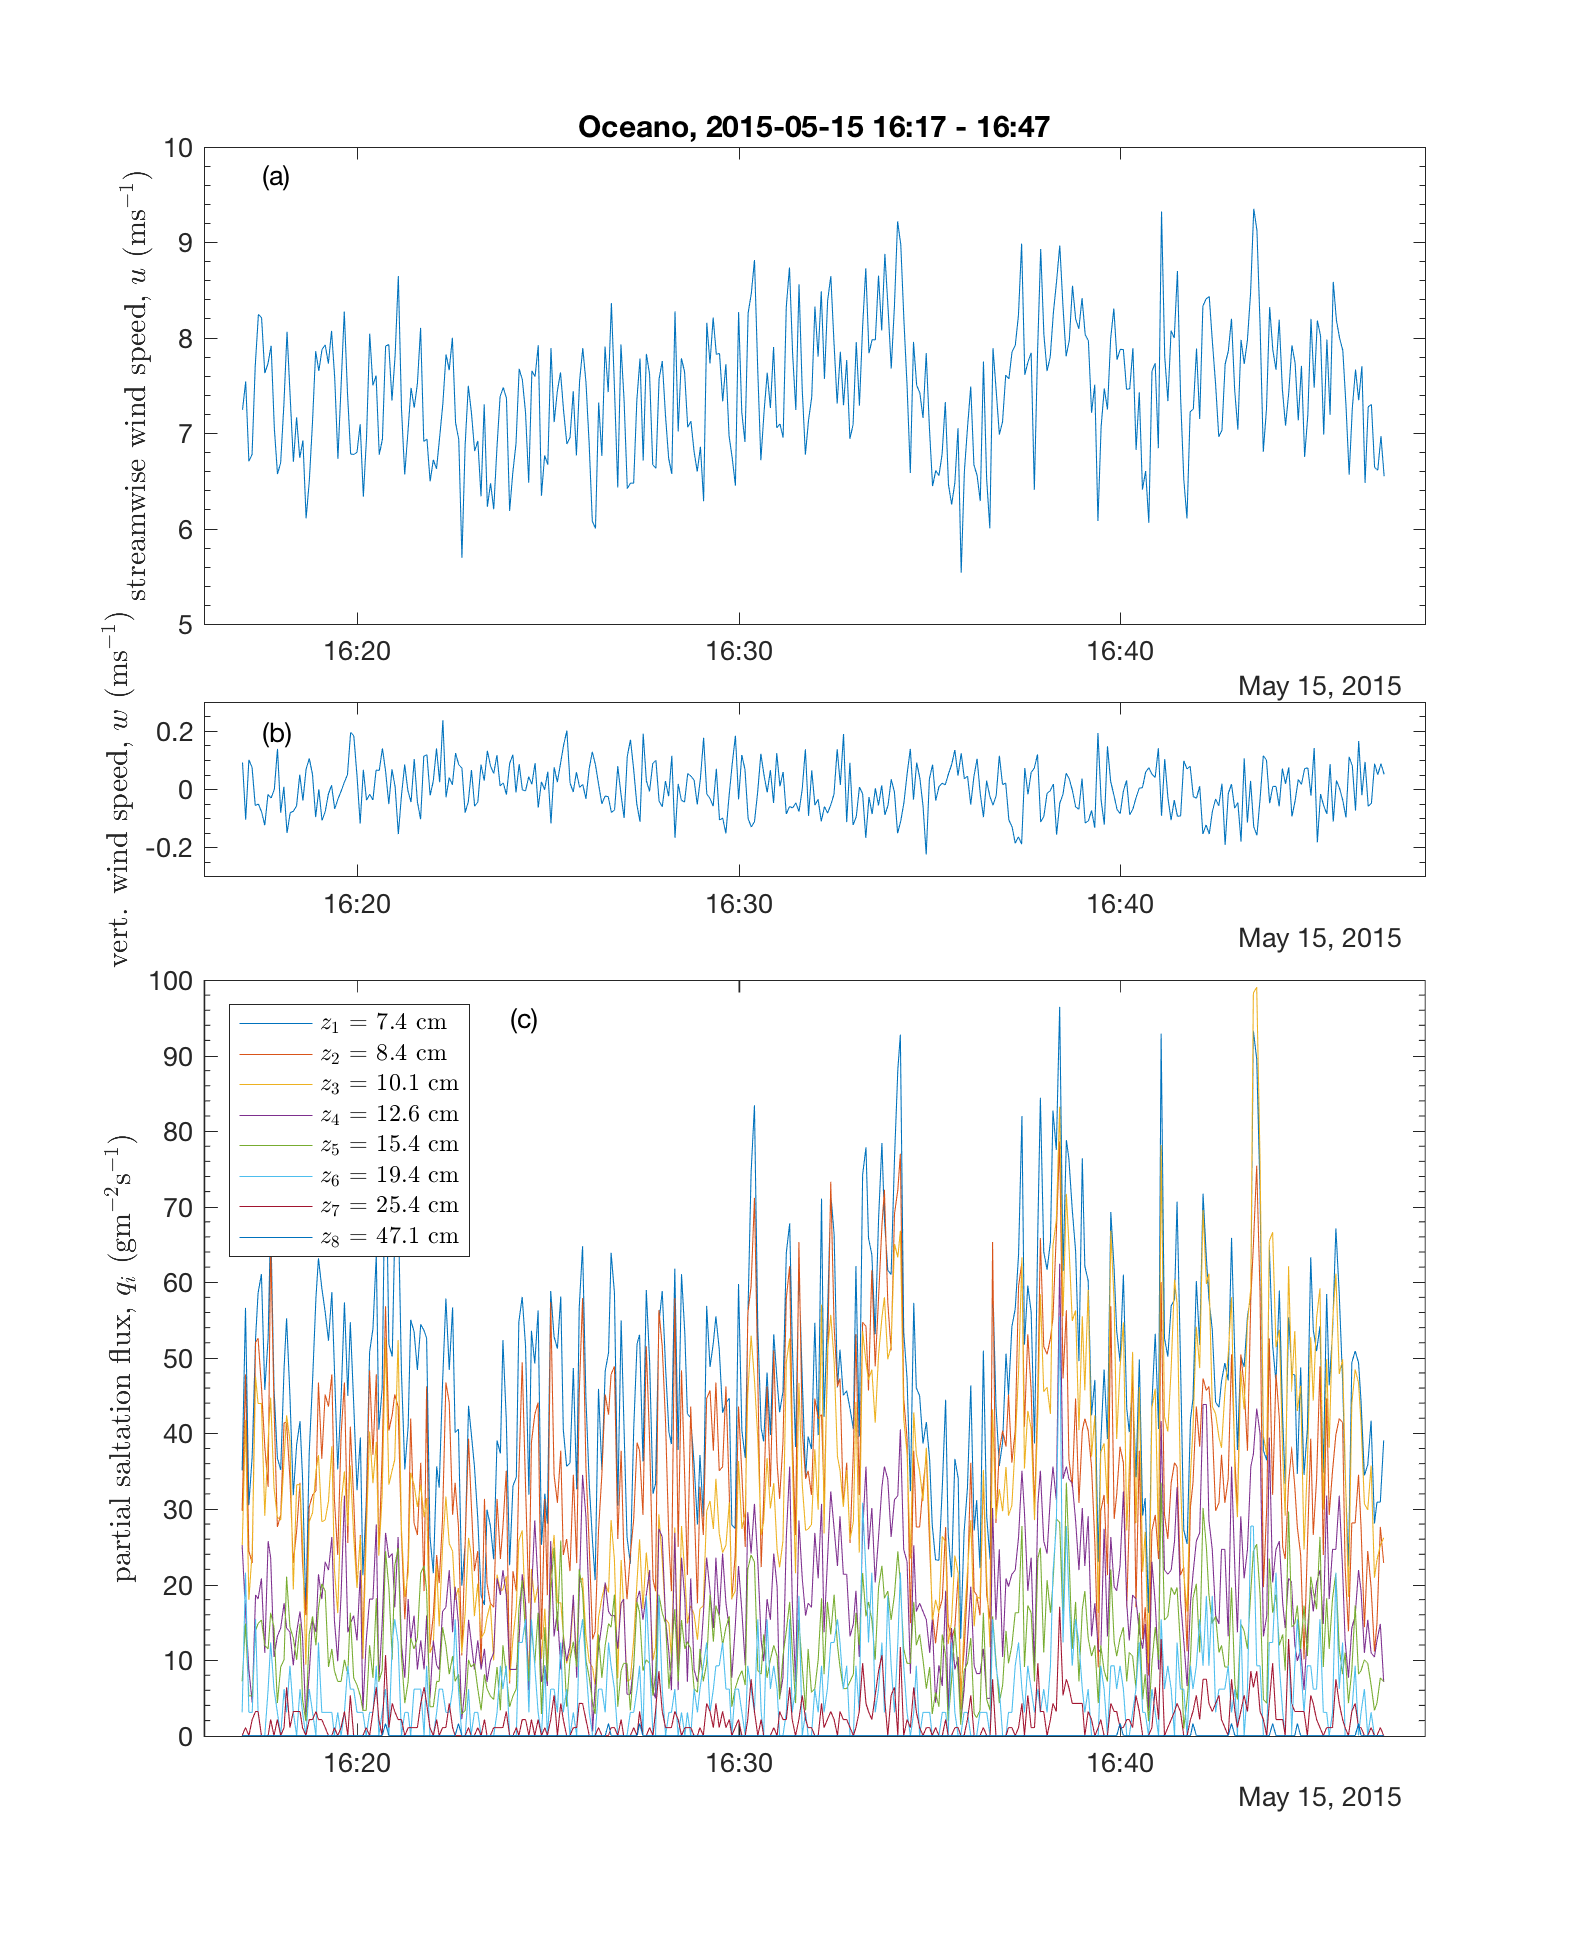 Oceano, 2015-05-15 16:17 - 16:47
(a)
streamwise wind speed, u (ms⁻¹)
10
9
8
7
6
5
16:20 16:30 16:40
May 15, 2015
(b)
vert. wind speed, w (ms⁻¹)
0.2
0
-0.2
16:20 16:30 16:40
May 15, 2015
(c)
partial saltation flux, qᵢ (gm⁻²s⁻¹)
100
90
80
70
60
50
40
30
20
10
0
z₁ = 7.4 cm
z₂ = 8.4 cm
z₃ = 10.1 cm
z₄ = 12.6 cm
z₅ = 15.4 cm
z₆ = 19.4 cm
z₇ = 25.4 cm
z₈ = 47.1 cm
16:20 16:30 16:40
May 15, 2015